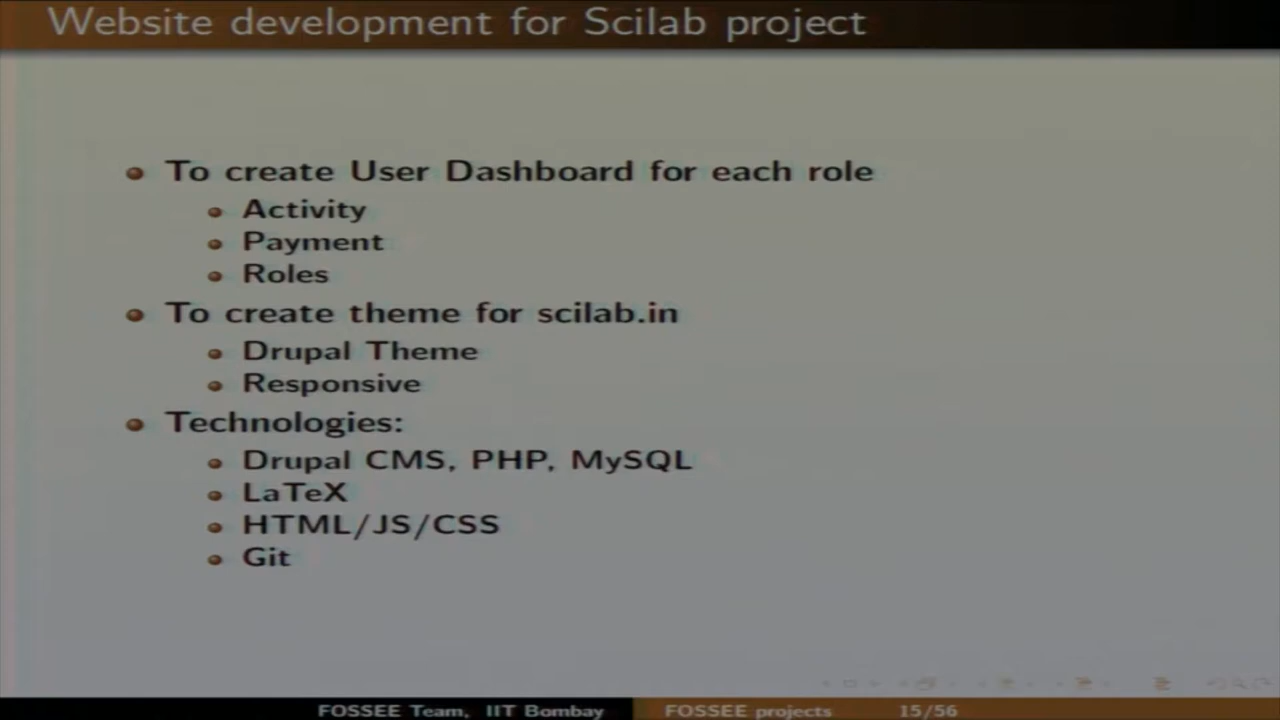 Website development for Scilab project
To create User Dashboard for each role
Activity
Payment
Roles
To create theme for scilab.in
Drupal Theme
Responsive
Technologies:
Drupal CMS, PHP, MySQL
LaTeX
HTML/JS/CSS
Git
FOSSEE Team, IIT Bombay FOSSEE projects 15/56